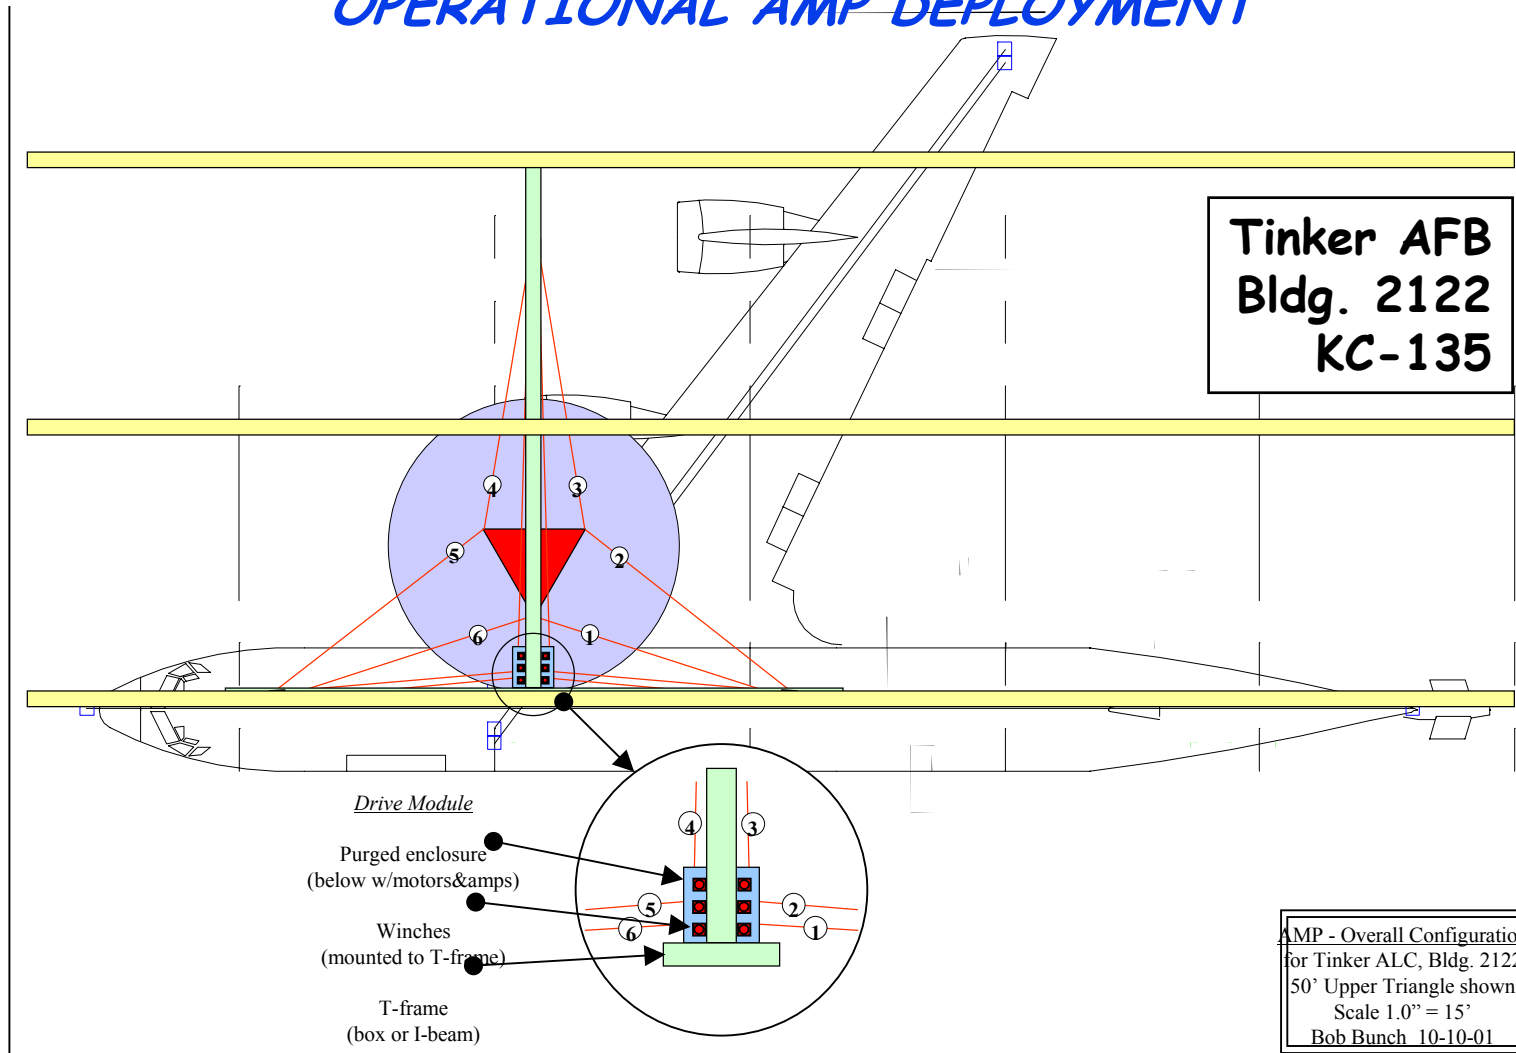 OPERATIONAL AMP DEPLOYMENT
Tinker AFB
Bldg. 2122
KC-135
4
3
5
2
6
1
Drive Module
Purged enclosure
(below w/motors&amps)
Winches
(mounted to T-frame)
T-frame
(box or I-beam)
4
3
5
2
6
1
AMP - Overall Configuratio
for Tinker ALC, Bldg. 2122
50’ Upper Triangle shown
Scale 1.0” = 15’
Bob Bunch 10-10-01